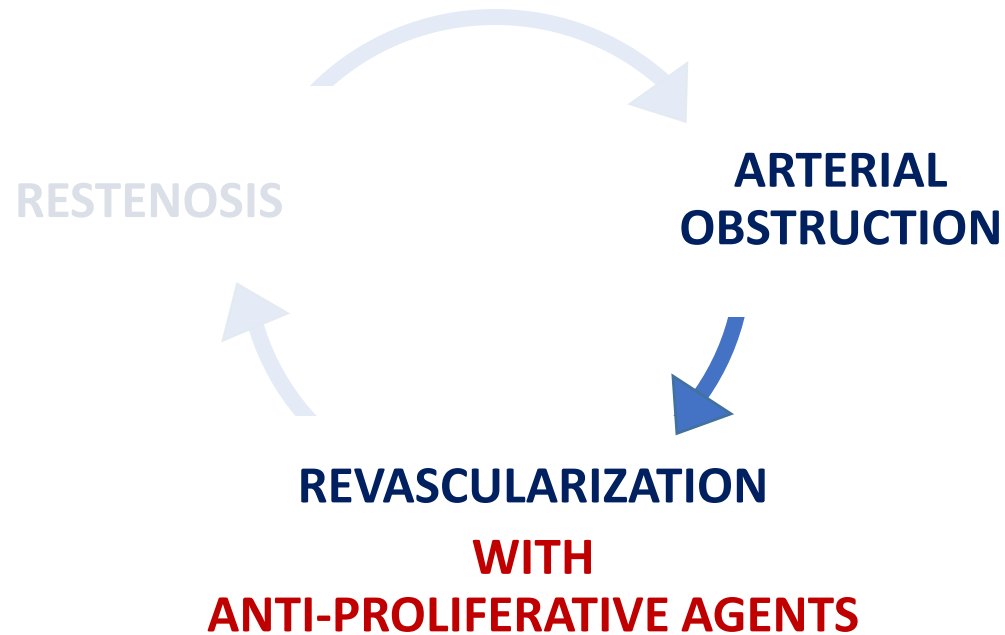 RESTENOSIS
ARTERIAL
OBSTRUCTION
REVASCULARIZATION
WITH
ANTI-PROLIFERATIVE AGENTS